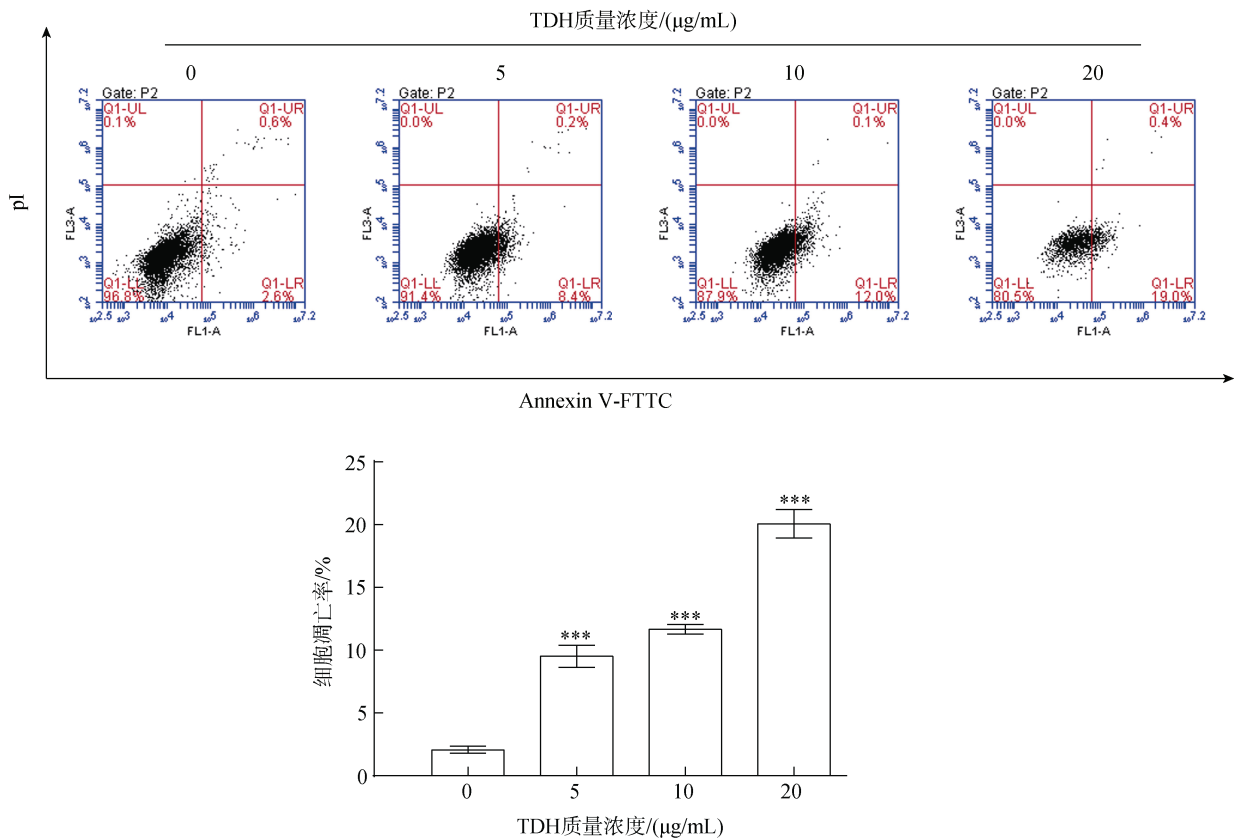 TDH质量浓度/(μg/mL)
0 5 10 20
Gate: P2 Gate: P2 Gate: P2 Gate: P2
Q1-UL Q1-UR Q1-UL Q1-UR Q1-UL Q1-UR Q1-UL Q1-UR
0.1% 0.6% 0.0% 0.2% 0.0% 0.1% 0.0% 0.4%
pI
FL3-A FL3-A FL3-A FL3-A
Q1-LL Q1-LR Q1-LL Q1-LR Q1-LL Q1-LR Q1-LL Q1-LR
96.8% 2.6% 91.4% 8.4% 87.9% 12.0% 80.5% 19.0%
FL1-A FL1-A FL1-A FL1-A
Annexin V-FTTC
细胞凋亡率/%
25
20
15
10
5
0
***
***
***
0 5 10 20
TDH质量浓度/(μg/mL)